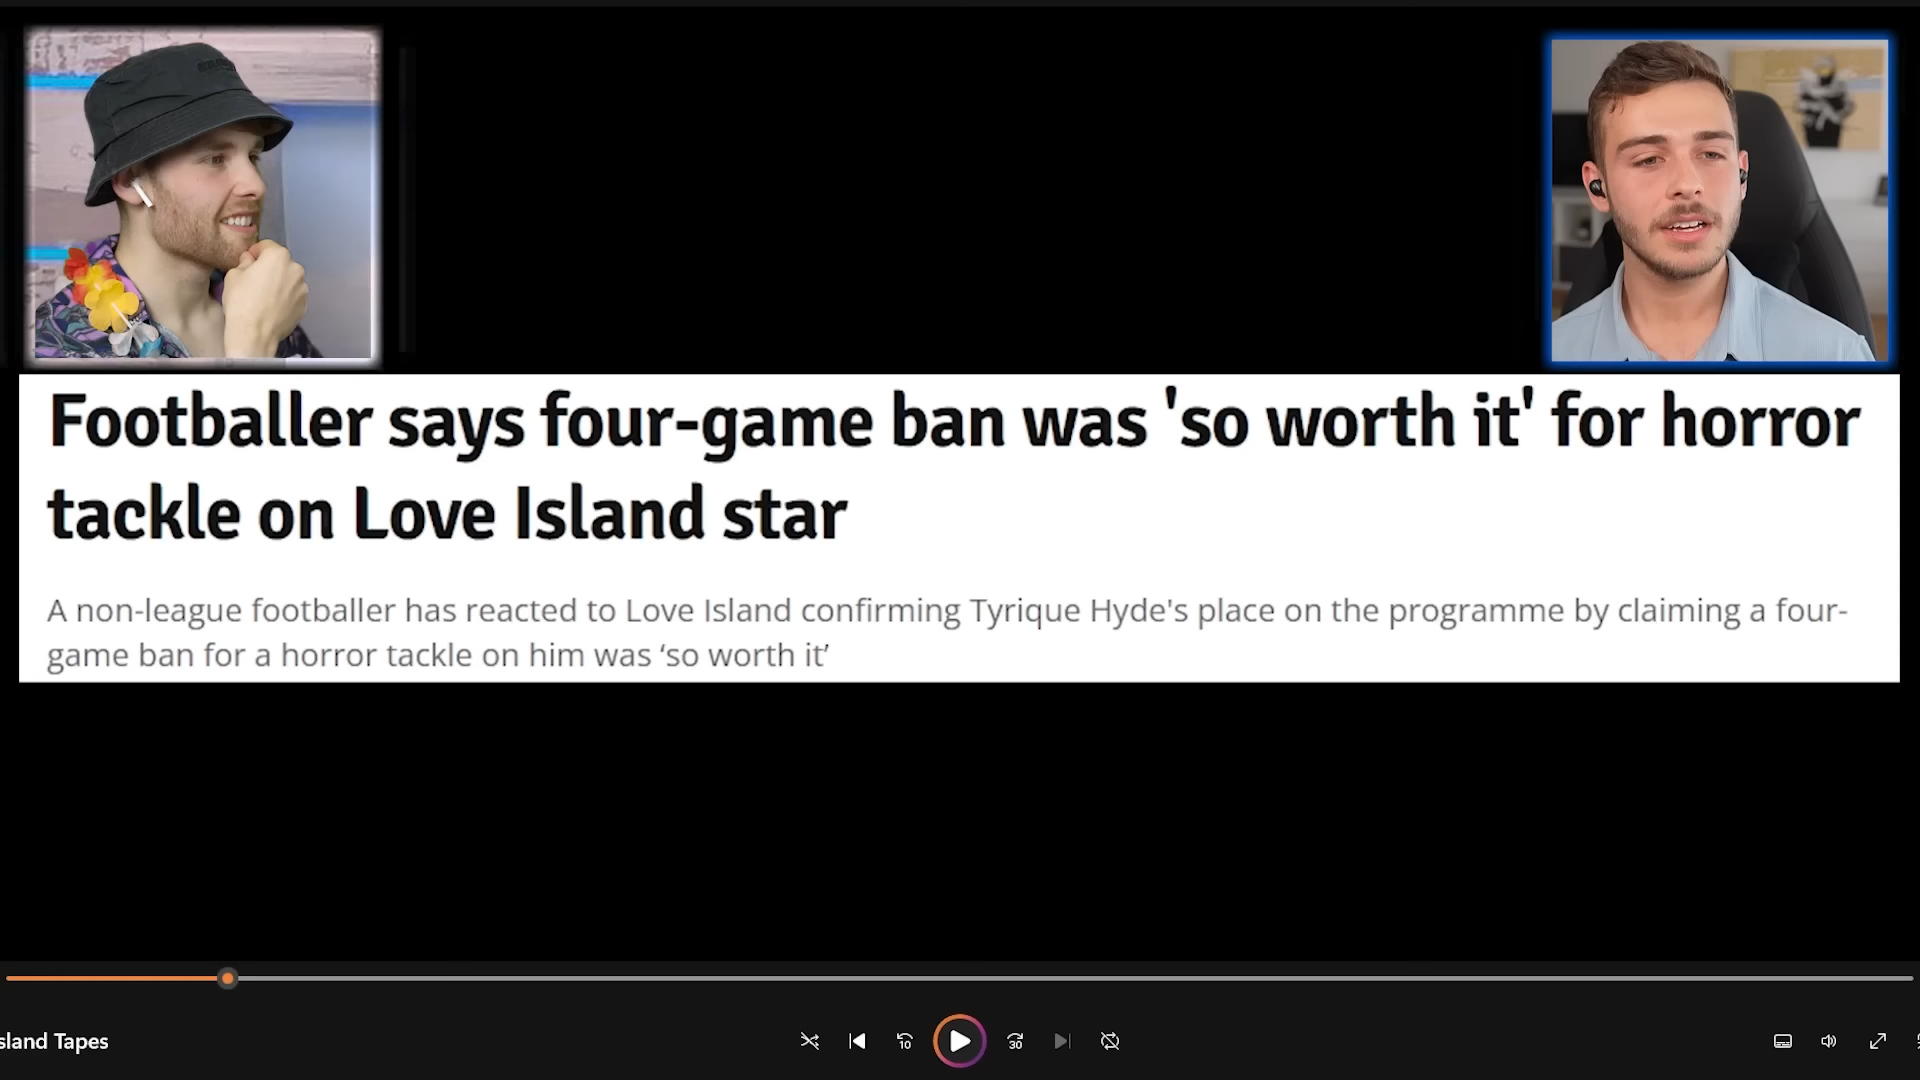 Footballer says four-game ban was 'so worth it' for horror
tackle on Love Island star
A non-league footballer has reacted to Love Island confirming Tyrique Hyde's place on the programme by claiming a four-
game ban for a horror tackle on him was ‘so worth it’
sland Tapes
10
30